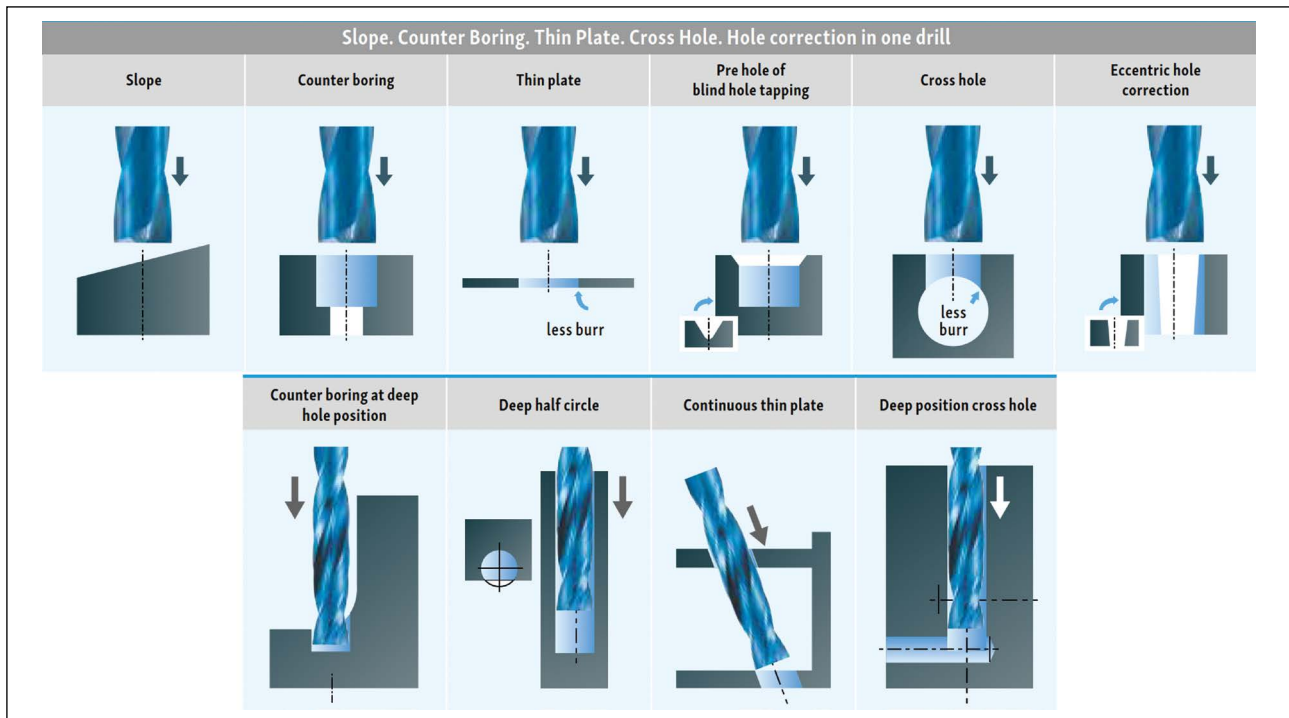 Slope. Counter Boring. Thin Plate. Cross Hole. Hole correction in one drill
Slope
Counter boring
Thin plate
Pre hole of
blind hole tapping
Cross hole
Eccentric hole
correction
less burr
less
burr
Counter boring at deep
hole position
Deep half circle
Continuous thin plate
Deep position cross hole